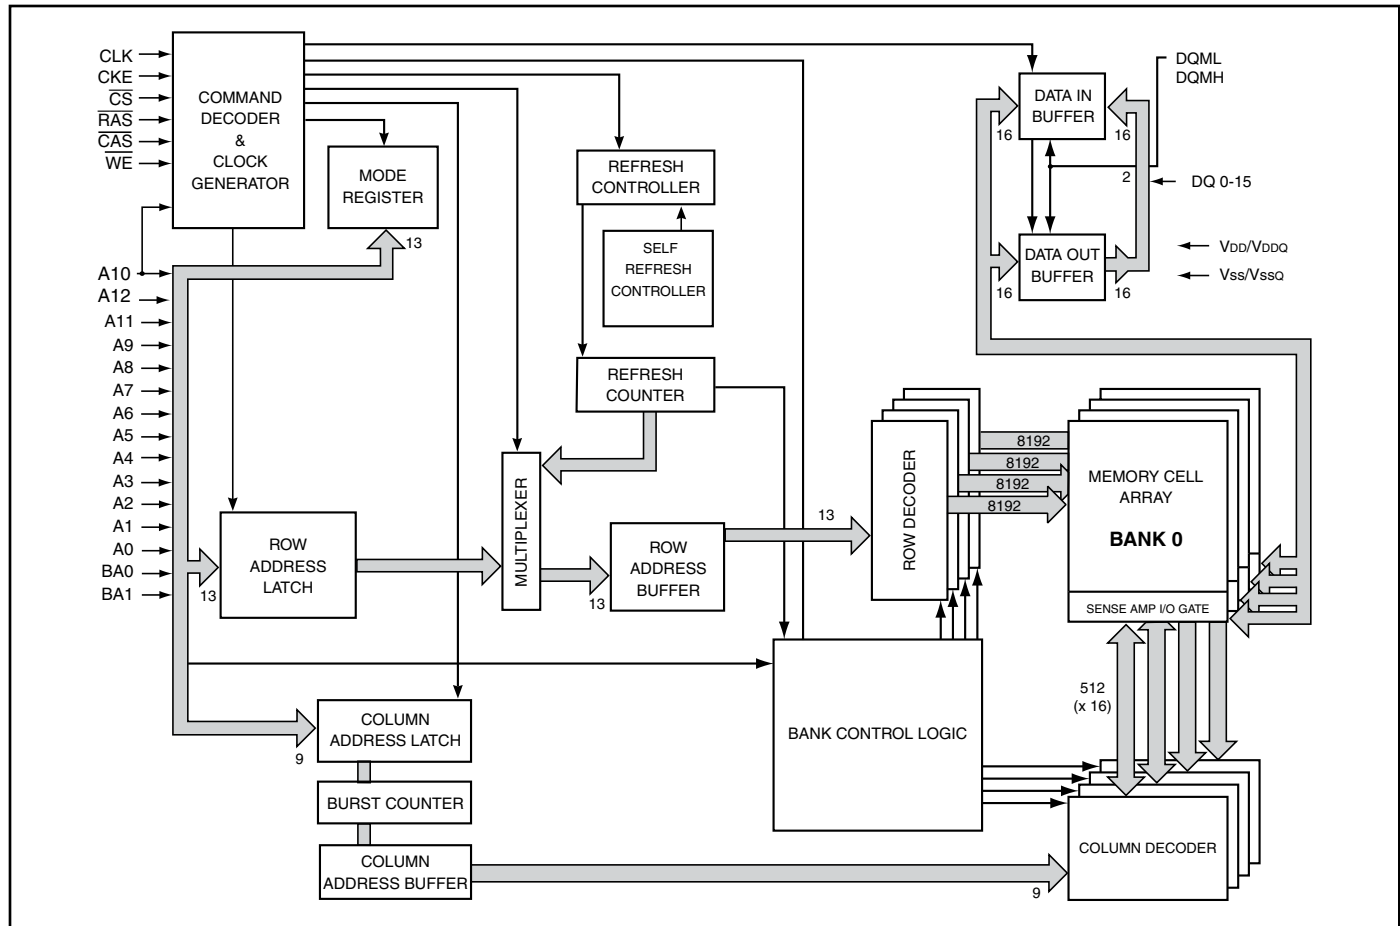 CLK
CKE
CS
RAS
CAS
WE
A10
A12
A11
A9
A8
A7
A6
A5
A4
A3
A2
A1
A0
BA0
BA1
COMMAND
DECODER
&
CLOCK
GENERATOR
MODE
REGISTER
13
REFRESH
CONTROLLER
SELF
REFRESH
CONTROLLER
REFRESH
COUNTER
DQML
DQMH
DATA IN
BUFFER
16
16
2
DQ 0-15
DATA OUT
BUFFER
16
16
VDD/VDDQ
Vss/VssQ
13
ROW
ADDRESS
LATCH
MULTIPLEXER
13
ROW
ADDRESS
BUFFER
13
ROW DECODER
8192
8192
8192
8192
MEMORY CELL
ARRAY
BANK 0
SENSE AMP I/O GATE
512
(x 16)
BANK CONTROL LOGIC
9
COLUMN
ADDRESS LATCH
BURST COUNTER
COLUMN
ADDRESS BUFFER
9
COLUMN DECODER